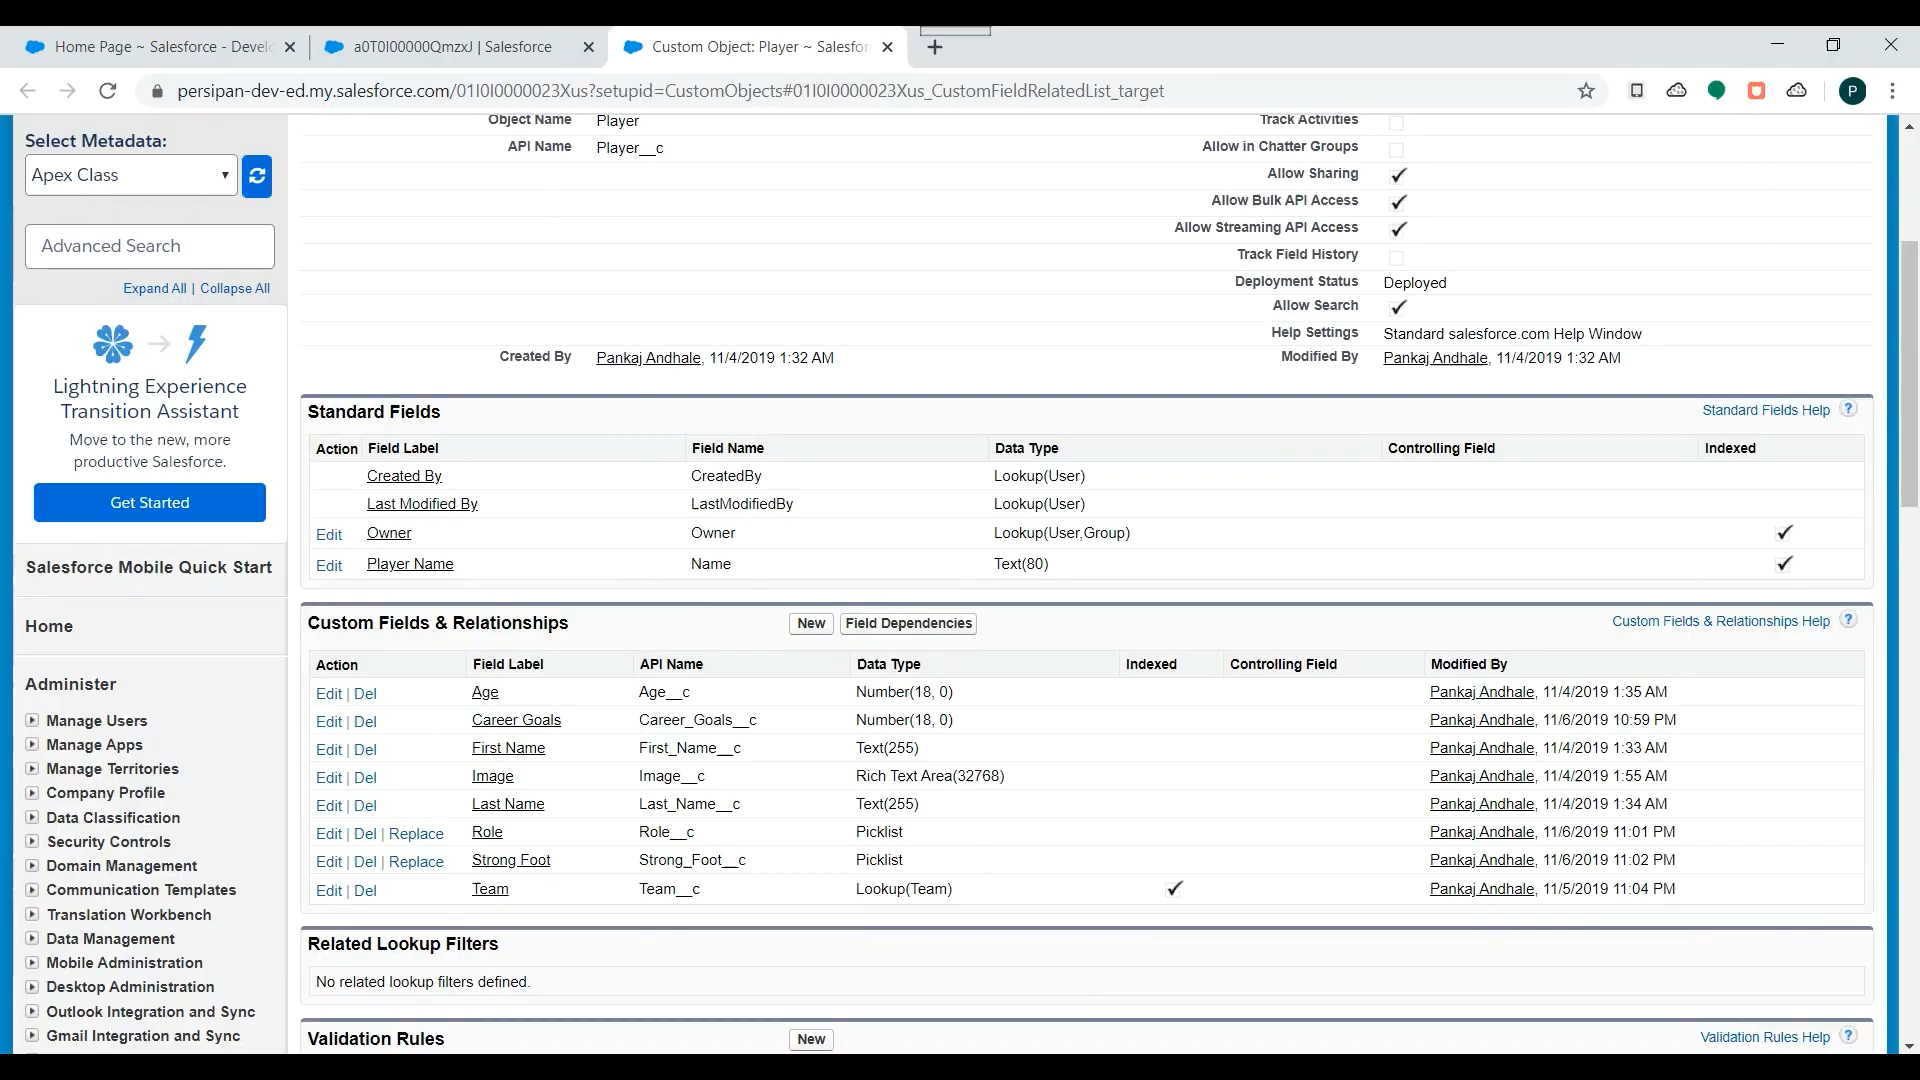 Home Page ~ Salesforce - Develo
a0T0I00000QmzxJ | Salesforce
Custom Object: Player ~ Salesfor
persipan-dev-ed.my.salesforce.com/01I0I0000023Xus?setupid=CustomObjects#01I0I0000023Xus_CustomFieldRelatedList_target
P
Select Metadata:
Apex Class
Advanced Search
Expand All | Collapse All
Lightning Experience
Transition Assistant
Move to the new, more
productive Salesforce.
Get Started
Salesforce Mobile Quick Start
Home
Administer
Manage Users
Manage Apps
Manage Territories
Company Profile
Data Classification
Security Controls
Domain Management
Communication Templates
Translation Workbench
Data Management
Mobile Administration
Desktop Administration
Outlook Integration and Sync
Gmail Integration and Sync
Object Name Player Track Activities
API Name Player__c Allow in Chatter Groups
Allow Sharing
Allow Bulk API Access
Allow Streaming API Access
Track Field History
Deployment Status Deployed
Allow Search
Help Settings Standard salesforce.com Help Window
Created By Pankaj Andhale, 11/4/2019 1:32 AM Modified By Pankaj Andhale, 11/4/2019 1:32 AM
Standard Fields Standard Fields Help ?
Action Field Label Field Name Data Type Controlling Field Indexed
Created By CreatedBy Lookup(User)
Last Modified By LastModifiedBy Lookup(User)
Edit Owner Owner Lookup(User,Group)
Edit Player Name Name Text(80)
Custom Fields & Relationships New Field Dependencies Custom Fields & Relationships Help ?
Action Field Label API Name Data Type Indexed Controlling Field Modified By
Edit | Del Age Age__c Number(18, 0) Pankaj Andhale, 11/4/2019 1:35 AM
Edit | Del Career Goals Career_Goals__c Number(18, 0) Pankaj Andhale, 11/6/2019 10:59 PM
Edit | Del First Name First_Name__c Text(255) Pankaj Andhale, 11/4/2019 1:33 AM
Edit | Del Image Image__c Rich Text Area(32768) Pankaj Andhale, 11/4/2019 1:55 AM
Edit | Del Last Name Last_Name__c Text(255) Pankaj Andhale, 11/4/2019 1:34 AM
Edit | Del | Replace Role Role__c Picklist Pankaj Andhale, 11/6/2019 11:01 PM
Edit | Del | Replace Strong Foot Strong_Foot__c Picklist Pankaj Andhale, 11/6/2019 11:02 PM
Edit | Del Team Team__c Lookup(Team) Pankaj Andhale, 11/5/2019 11:04 PM
Related Lookup Filters
No related lookup filters defined.
Validation Rules New Validation Rules Help ?